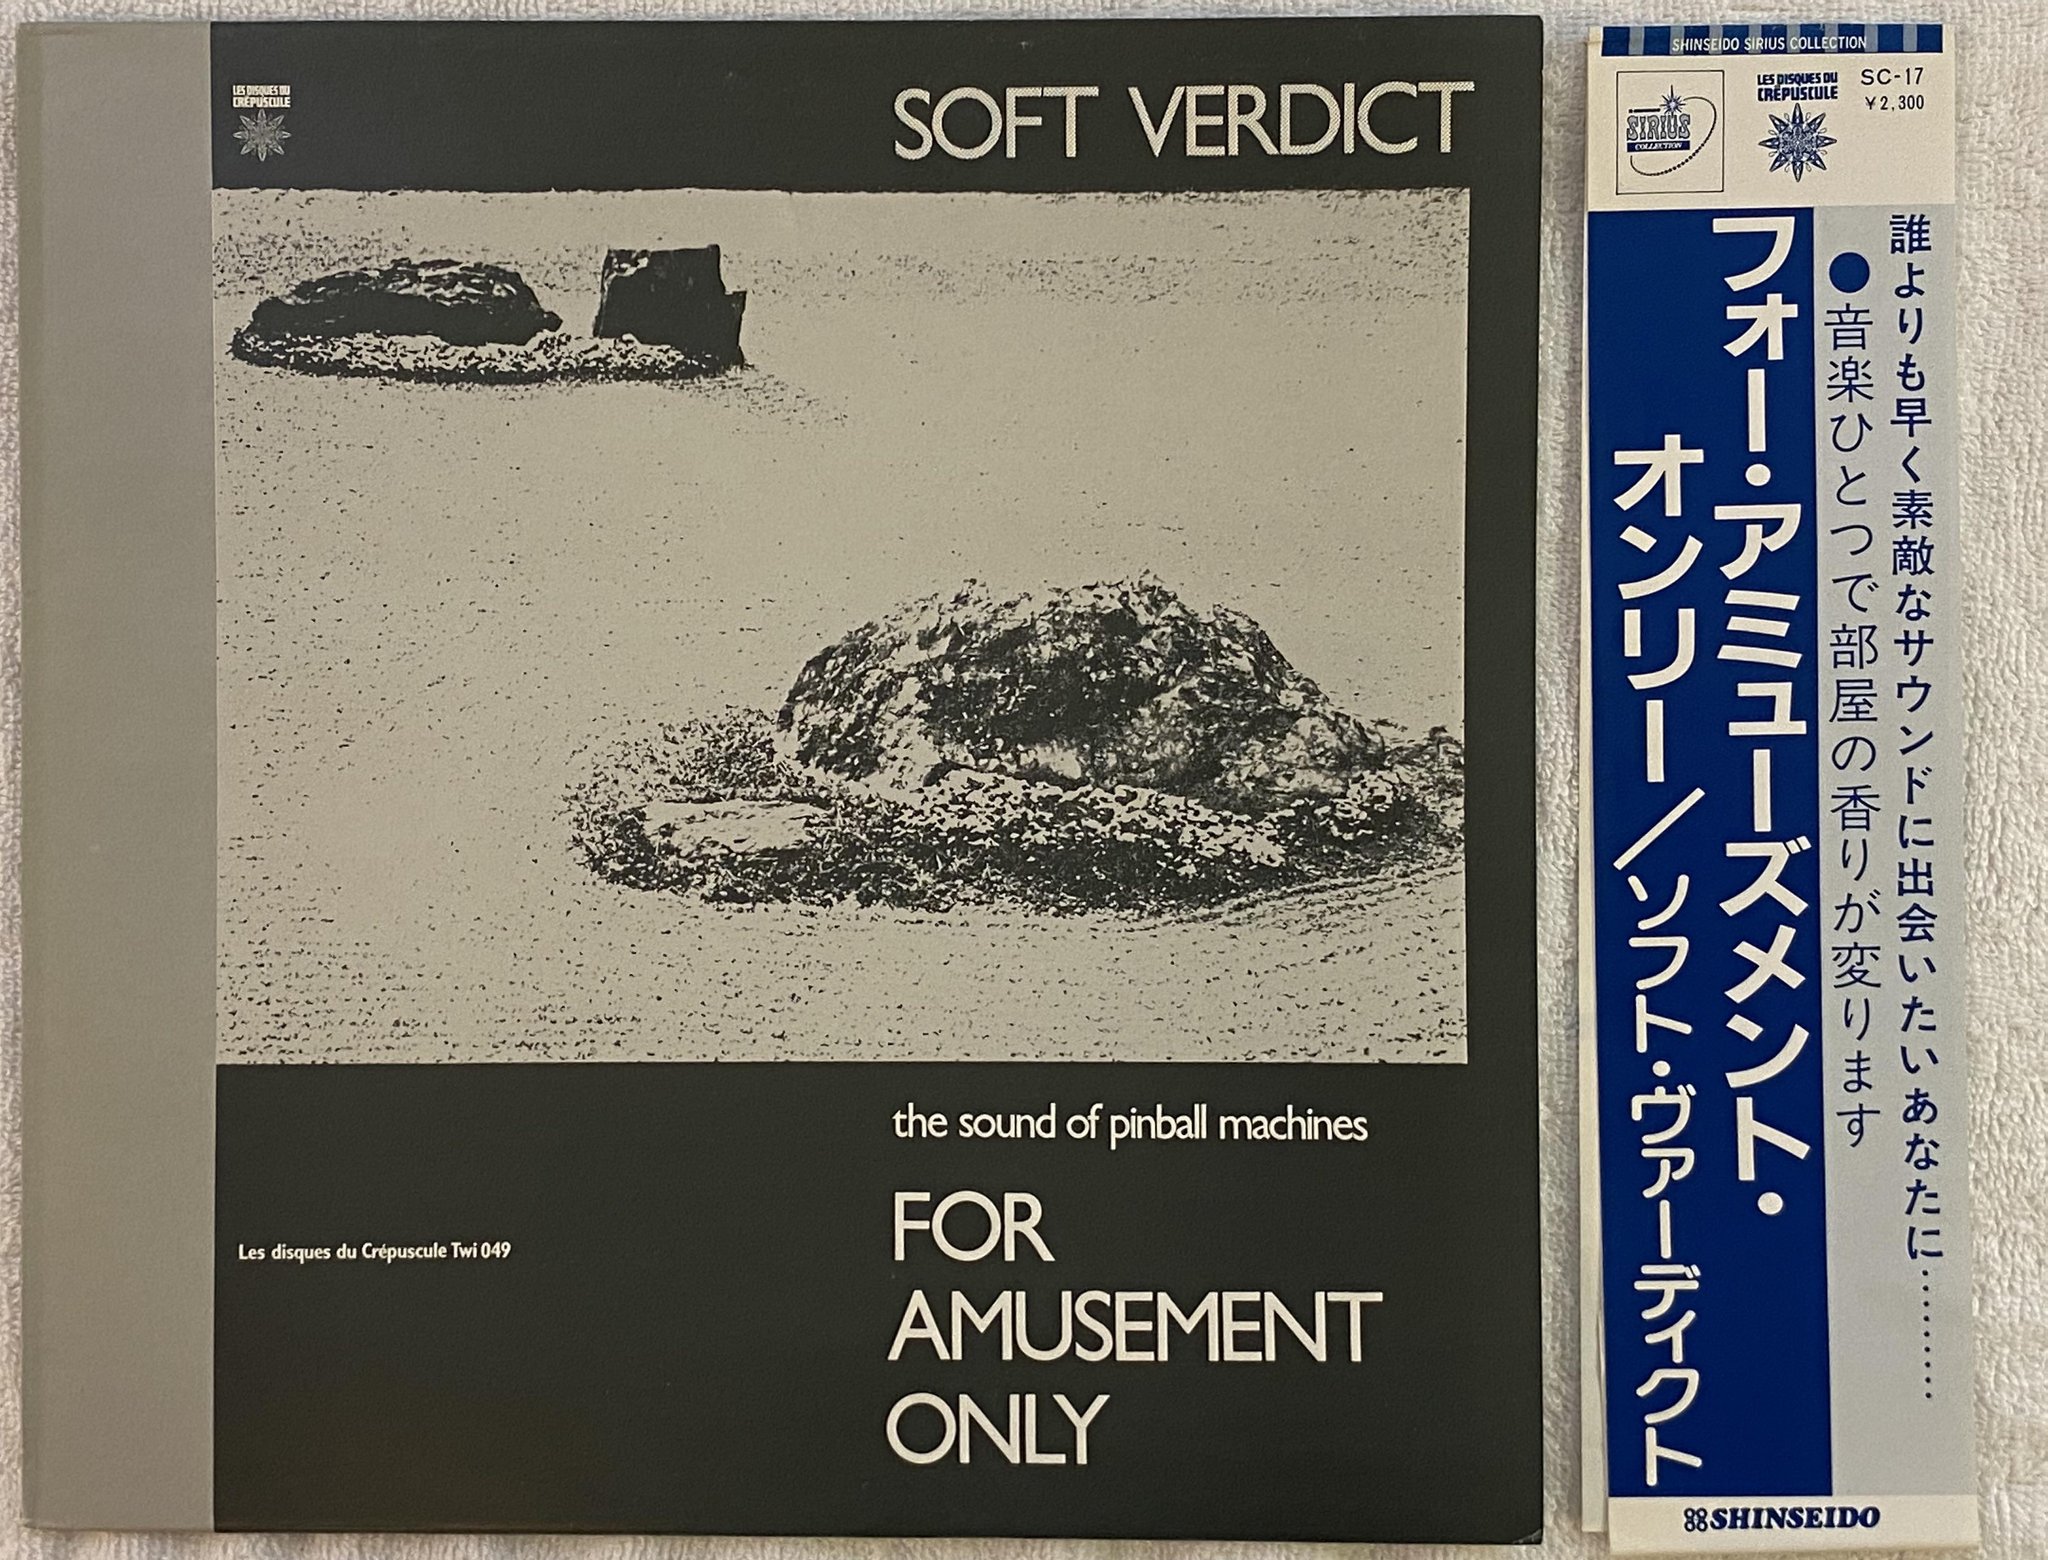 LES DISQUES DU
CRÉPUSCULE
SOFT VERDICT
the sound of pinball machines
FOR
AMUSEMENT
ONLY
Les disques du Crépuscule Twi 049
SHINSEIDO SIRIUS COLLECTION
SIRIUS
COLLECTION
LES DISQUES DU
CRÉPUSCULE
SC-17
¥2,300
誰よりも早く素敵なサウンドに出会いたいあなたに………
●音楽ひとつで部屋の香りが変ります
フォー・アミューズメント・
オンリー/ソフト・ヴァーディクト
SHINSEIDO